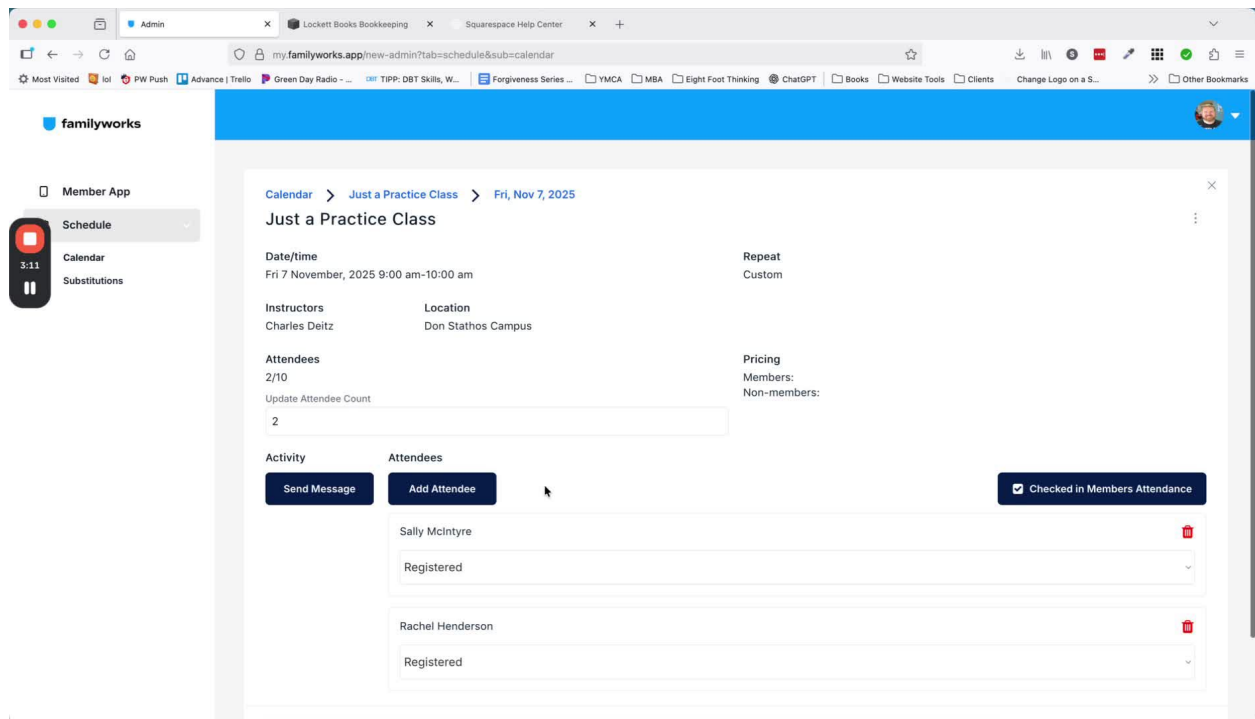 Admin
Lockett Books Bookkeeping
Squarespace Help Center
my.familyworks.app/new-admin?tab=schedule&sub=calendar
Most Visited lol PW Push Advance | Trello Green Day Radio - ... TIPP: DBT Skills, W... Forgiveness Series ... YMCA MBA Eight Foot Thinking ChatGPT Books Website Tools Clients Change Logo on a S... Other Bookmarks
familyworks
Member App
Schedule
Calendar
Substitutions
3:11
Calendar Just a Practice Class Fri, Nov 7, 2025
Just a Practice Class
Date/time
Fri 7 November, 2025 9:00 am-10:00 am
Repeat
Custom
Instructors
Charles Deitz
Location
Don Stathos Campus
Attendees
2/10
Update Attendee Count
2
Pricing
Members:
Non-members:
Activity
Send Message
Attendees
Add Attendee
Checked in Members Attendance
Sally McIntyre
Registered
Rachel Henderson
Registered